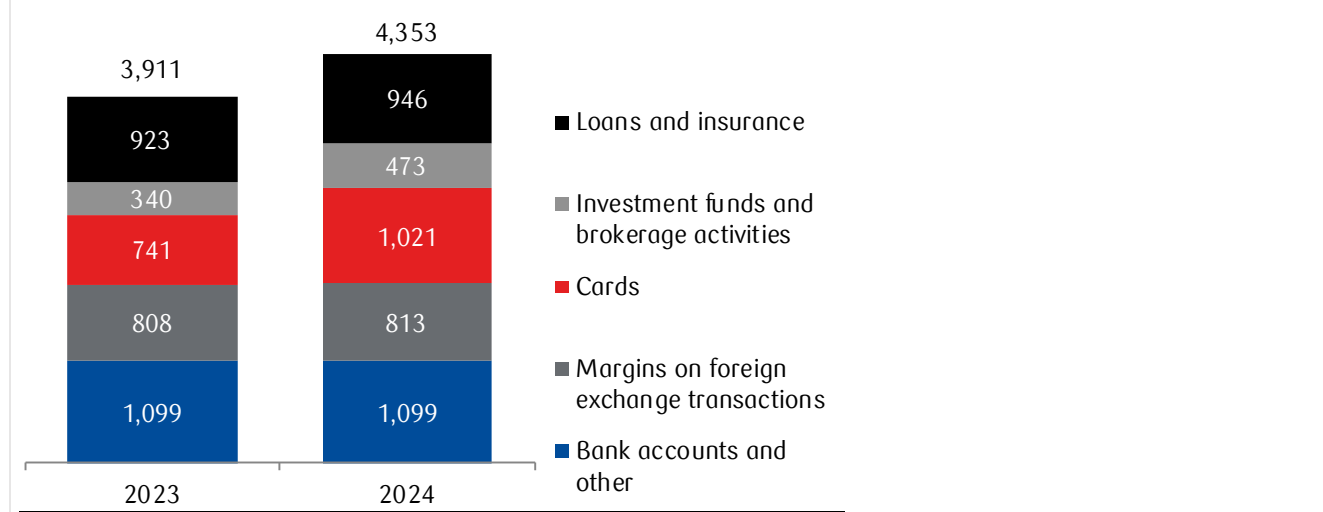 4,353
3,911
946
923
473
340
1,021
741
813
808
1,099
1,099
2023
2024
Loans and insurance
Investment funds and
brokerage activities
Cards
Margins on foreign
exchange transactions
Bank accounts and
other